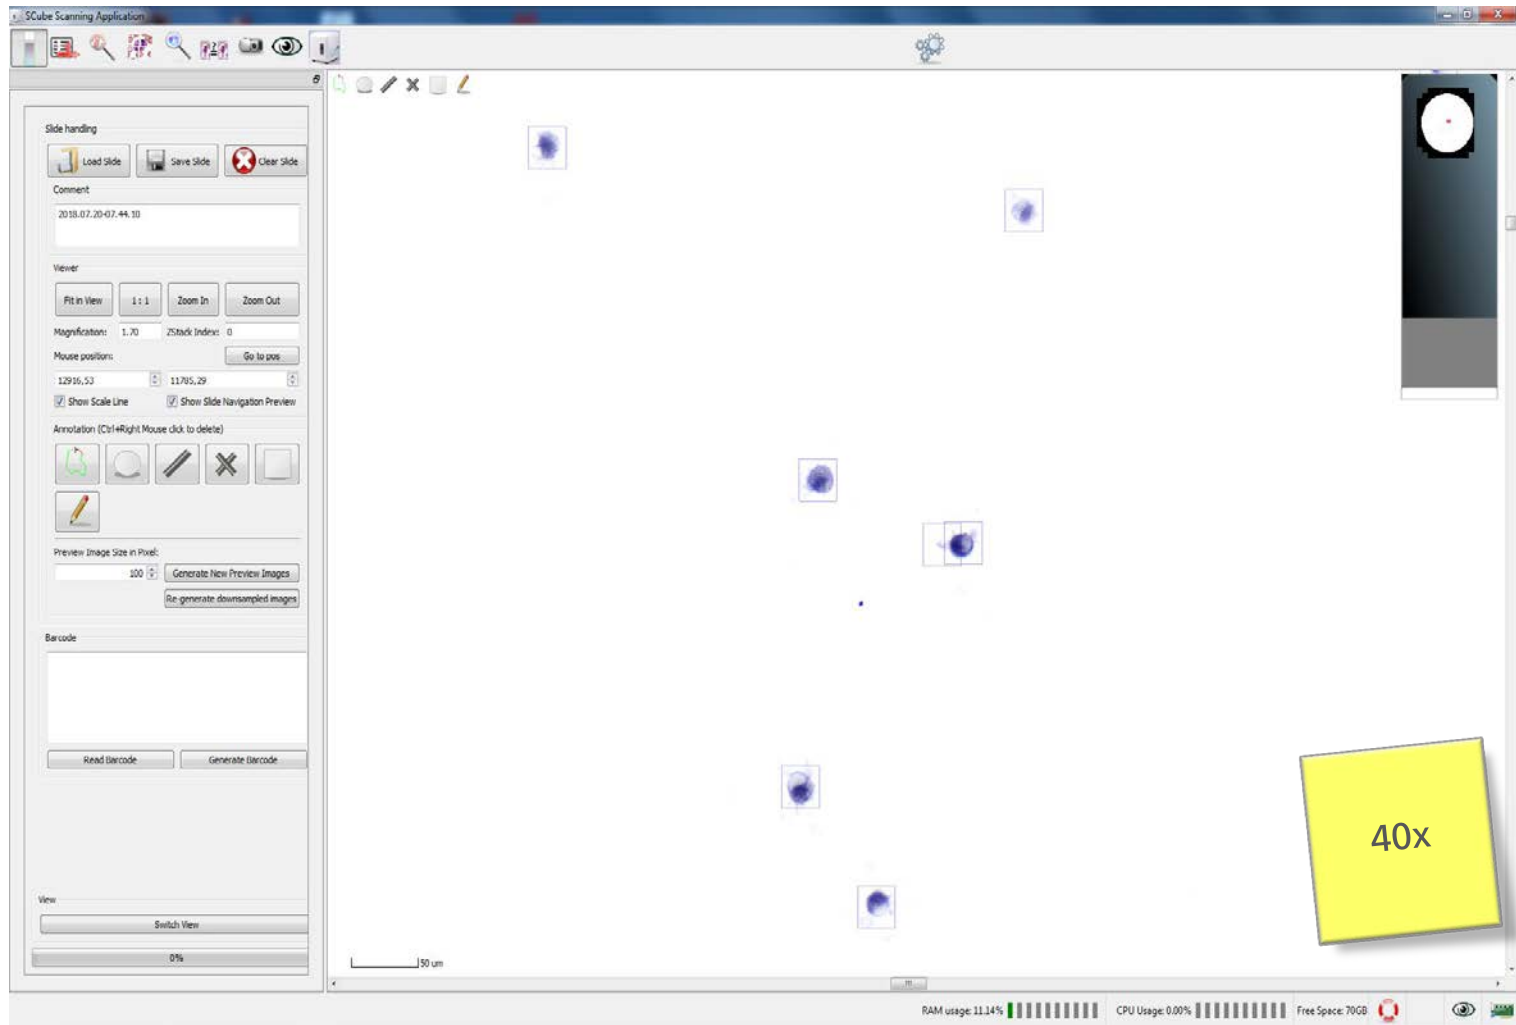 SCube Scanning Application
Slide handling
Load Slide
Save Slide
Clear Slide
Comment
2018.07.20-07.44.10
Viewer
Fit in View
1:1
Zoom In
Zoom Out
Magnification: 1.70 ZStack Index: 0
Mouse position:
Go to pos
12916,53 11785,29
Show Scale Line Show Slide Navigation Preview
Annotation (Ctrl+Right Mouse click to delete)
Preview Image Size in Pixel:
100 Generate New Preview Images
Re-generate downsampled images
Barcode
Read Barcode
Generate Barcode
View
Switch View
0%
50 um
40x
RAM usage: 11.14% CPU Usage: 0.00% Free Space: 70GB